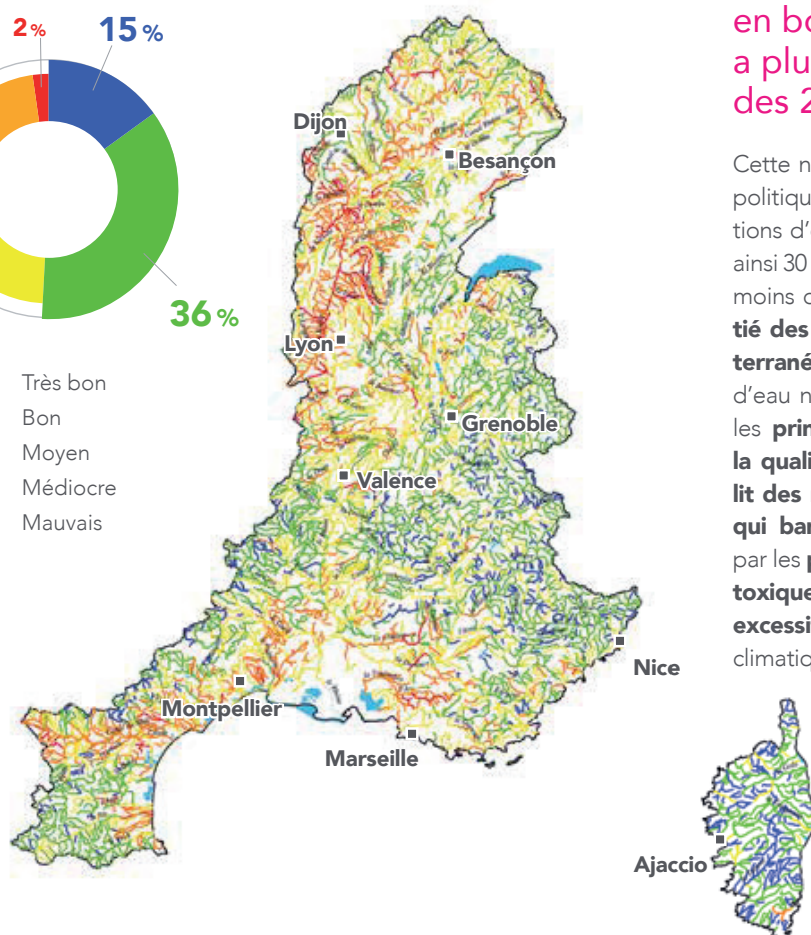 2 %
15 %
36 %
Très bon
Bon
Moyen
Médiocre
Mauvais
Dijon
Besançon
Lyon
Grenoble
Valence
Nice
Montpellier
Marseille
Ajaccio
en bo
a plu
des 2
Cette n
politiqu
tions d'
ainsi 30
moins d
tié des
terrané
d'eau n
les prin
la quali
lit des
qui bar
par les p
toxique
excessi
climatiq